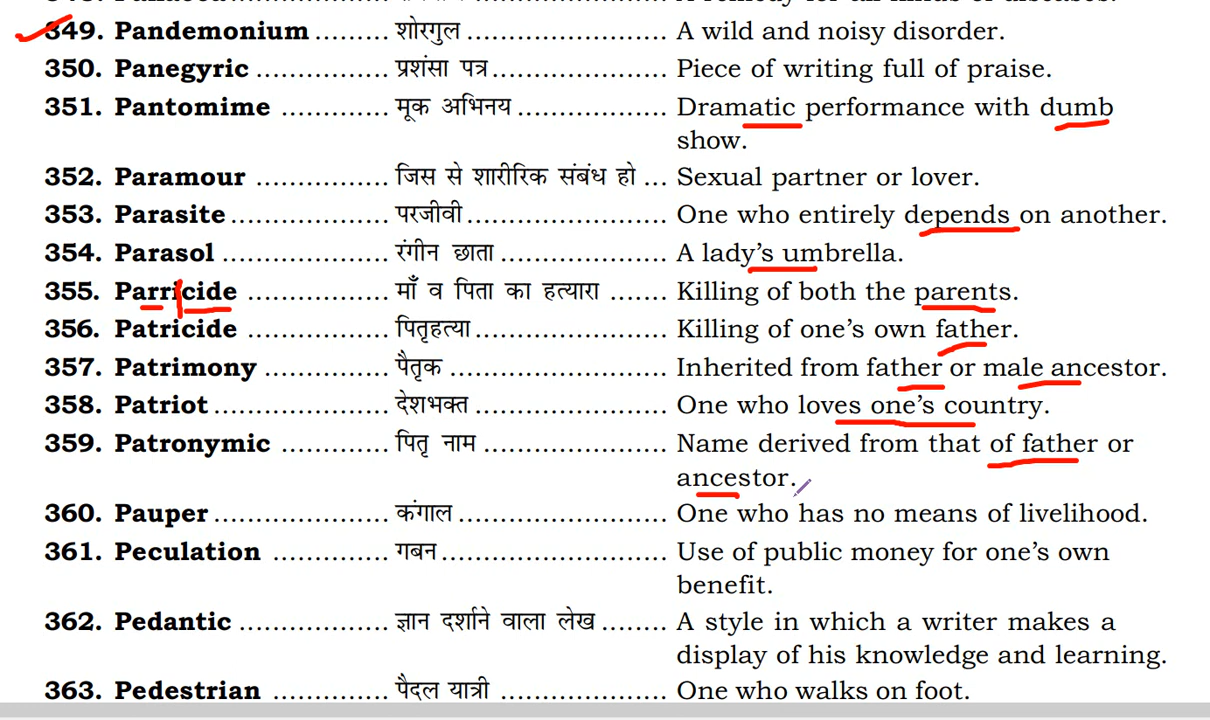 349. Pandemonium ......... शोरगुल ......................... A wild and noisy disorder.
350. Panegyric ................ प्रशंसा पत्र ...................... Piece of writing full of praise.
351. Pantomime ............. मूक अभिनय ................... Dramatic performance with dumb
show.
352. Paramour ................ जिस से शारीरिक संबंध हो ... Sexual partner or lover.
353. Parasite ................... परजीवी ......................... One who entirely depends on another.
354. Parasol .................... रंगीन छाता ..................... A lady's umbrella.
355. Parricide ................. माँ व पिता का हत्यारा ....... Killing of both the parents.
356. Patricide ................. पितृहत्या ........................ Killing of one's own father.
357. Patrimony ............... पैतृक ........................... Inherited from father or male ancestor.
358. Patriot ..................... देशभक्त ........................ One who loves one's country.
359. Patronymic ............. पितृ नाम ....................... Name derived from that of father or
ancestor.
360. Pauper ..................... कंगाल .......................... One who has no means of livelihood.
361. Peculation ............... गबन ............................ Use of public money for one's own
benefit.
362. Pedantic .................. ज्ञान दर्शाने वाला लेख ........ A style in which a writer makes a
display of his knowledge and learning.
363. Pedestrian ............... पैदल यात्री ..................... One who walks on foot.